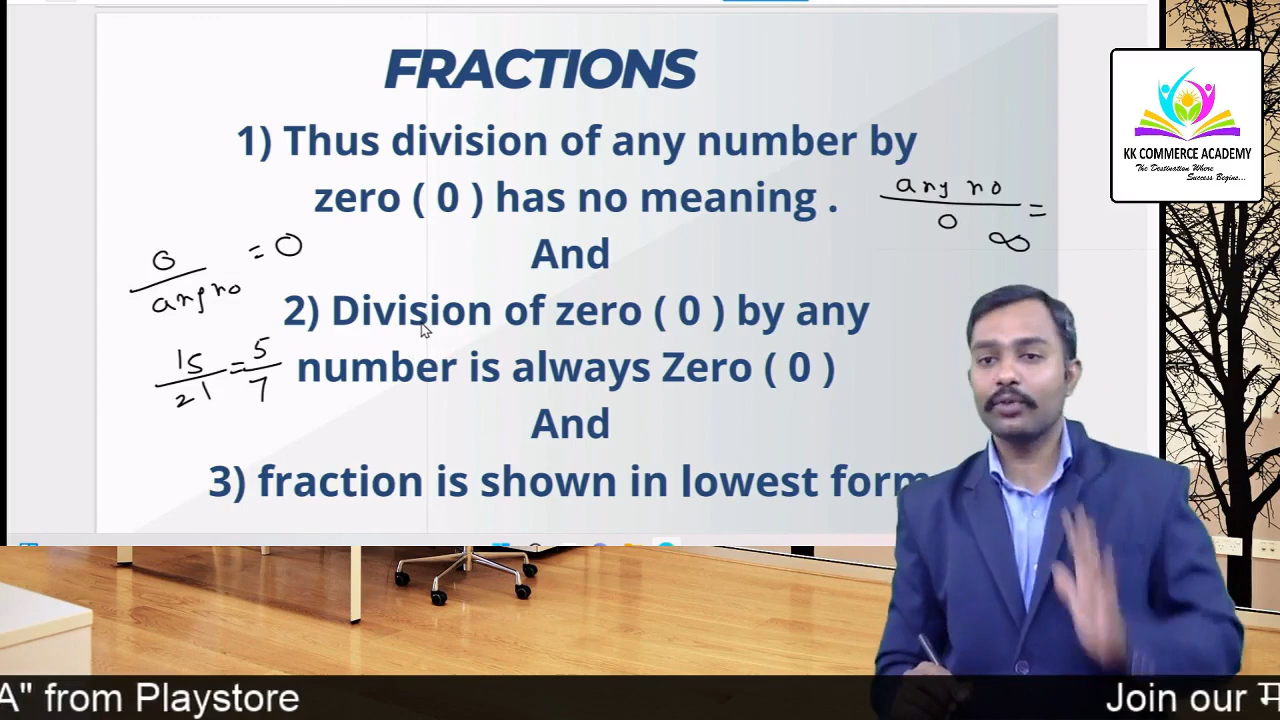 FRACTIONS
1) Thus division of any number by
zero ( 0 ) has no meaning .
any no
0
=
∞
And
0
any no
= 0
2) Division of zero ( 0 ) by any
number is always Zero ( 0 )
15
21
=
5
7
And
3) fraction is shown in lowest form
KK COMMERCE ACADEMY
The Destination Where
Success Begins...
A" from Playstore
Join our